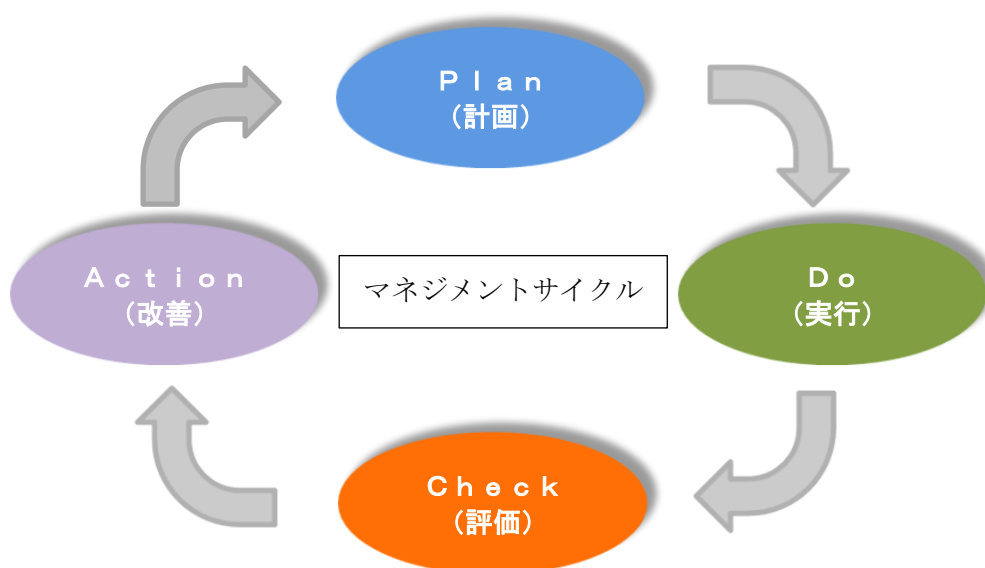 Ｐｌａｎ
（計画）
Ａｃｔｉｏｎ
（改善）
マネジメントサイクル
Ｄｏ
（実行）
Ｃｈｅｃｋ
（評価）